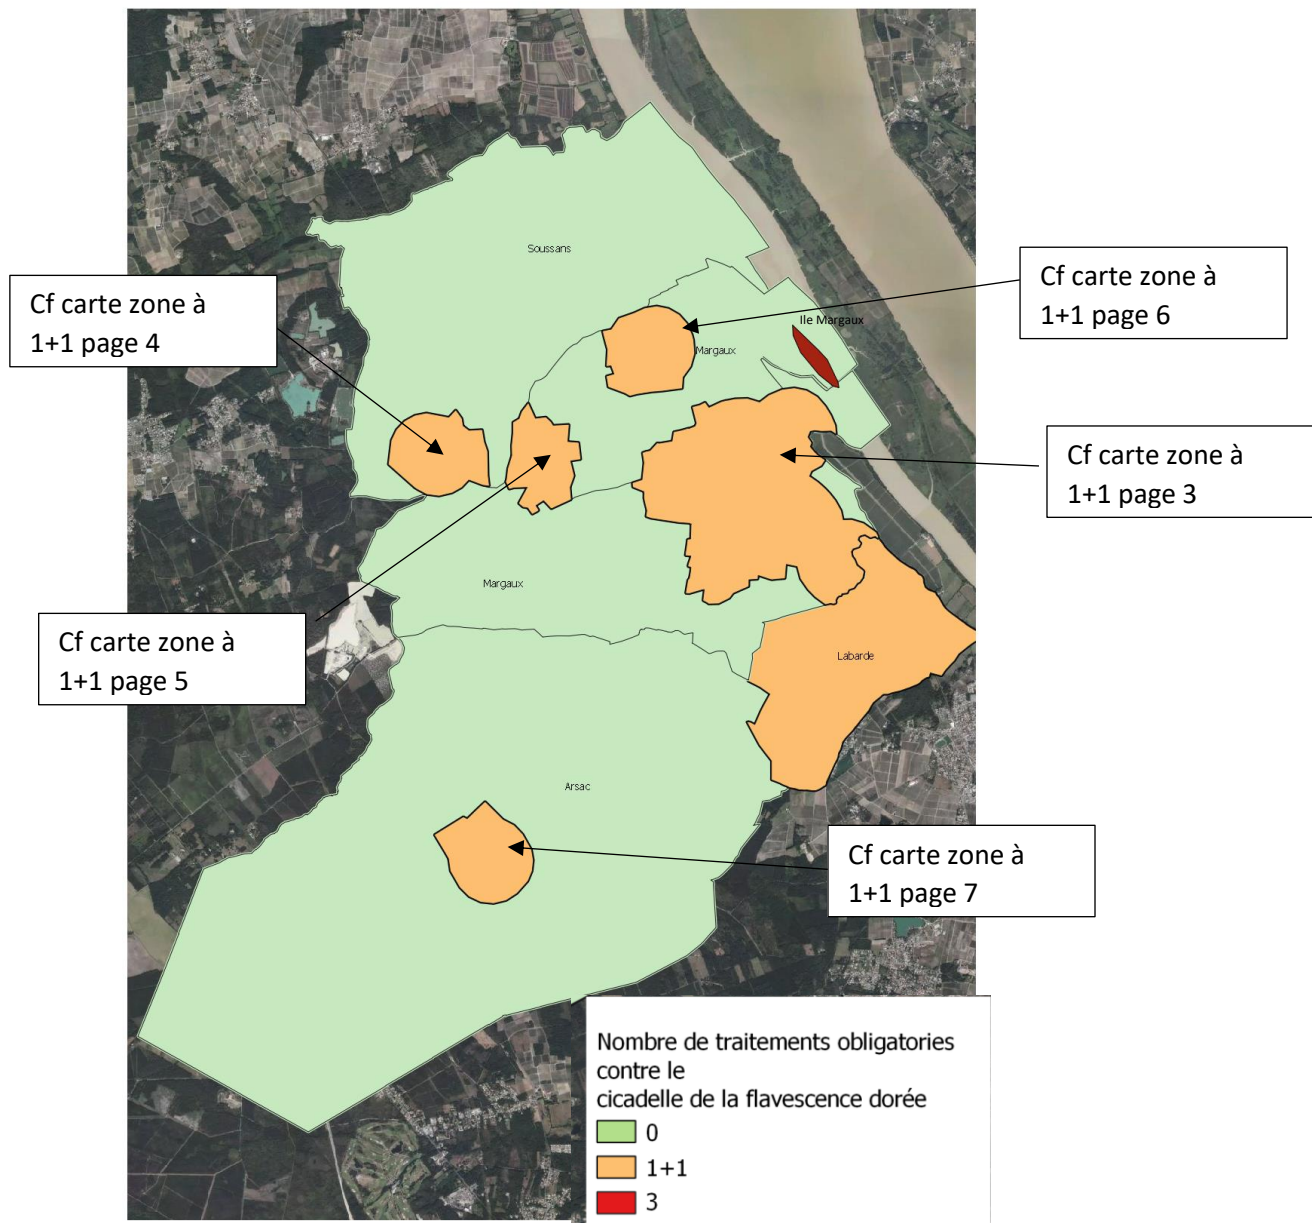 Soussans
Cf carte zone à
1+1 page 4
Cf carte zone à
1+1 page 6
Ile Margaux
Margaux
Cf carte zone à
1+1 page 3
Margaux
Cf carte zone à
1+1 page 5
Labarde
Arsac
Cf carte zone à
1+1 page 7
Nombre de traitements obligatories
contre le
cicadelle de la flavescence dorée
0
1+1
3